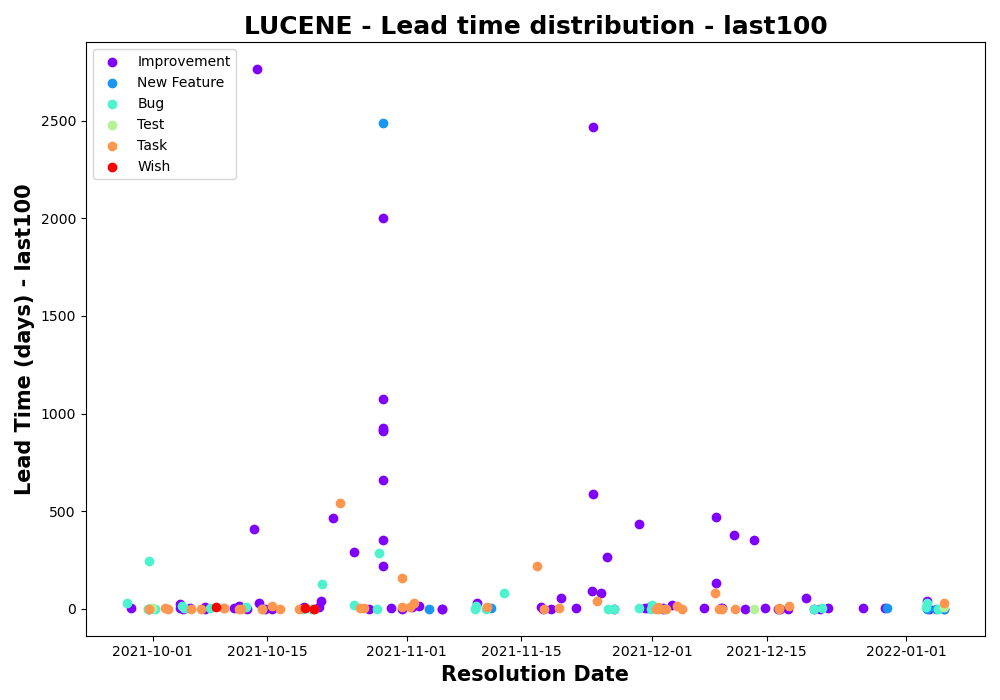 LUCENE - Lead time distribution - last100
Improvement
New Feature
Bug
Test
Task
Wish
Lead Time (days) - last100
2500
2000
1500
1000
500
0
2021-10-01
2021-10-15
2021-11-01
2021-11-15
2021-12-01
2021-12-15
2022-01-01
Resolution Date